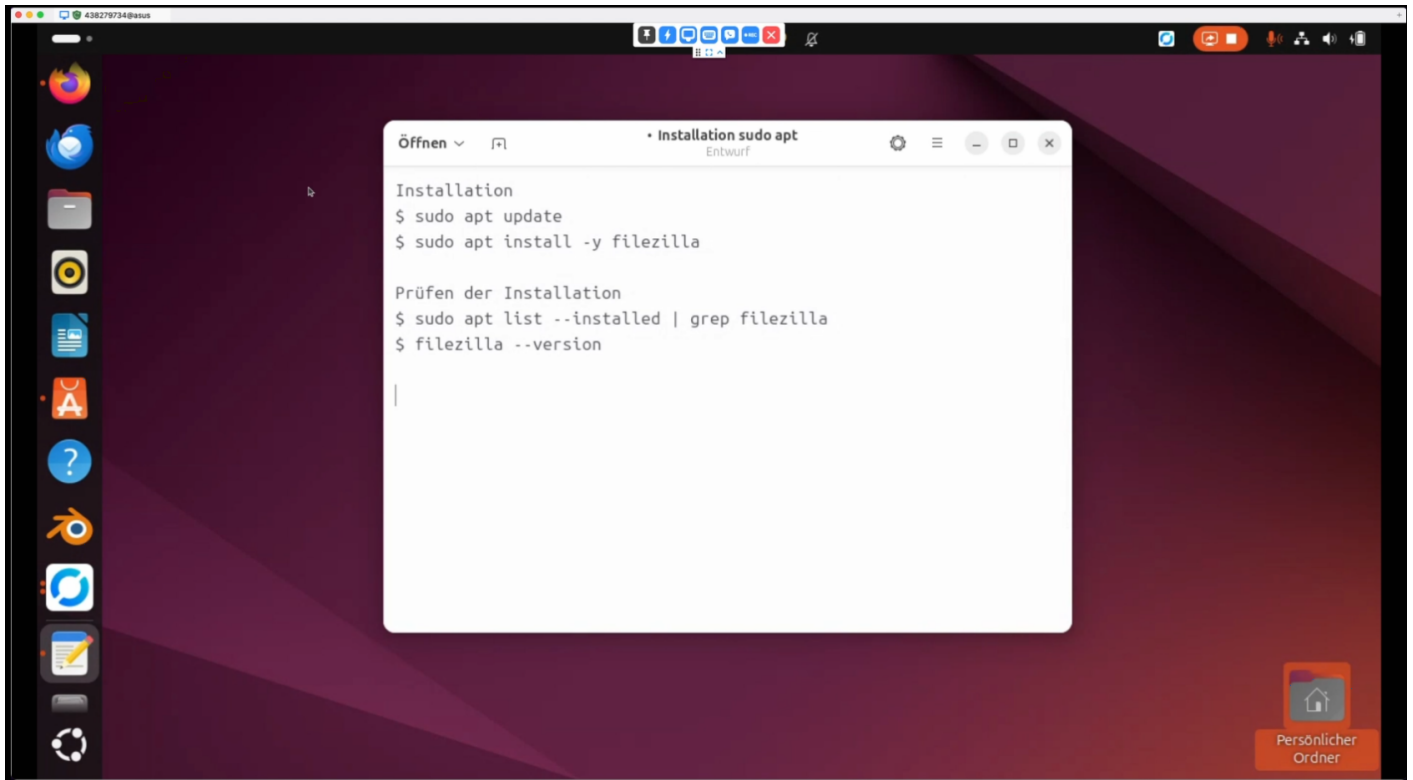 438279734@asus
Öffnen
• Installation sudo apt
Entwurf
Installation
$ sudo apt update
$ sudo apt install -y filezilla
Prüfen der Installation
$ sudo apt list --installed | grep filezilla
$ filezilla --version
Persönlicher
Ordner